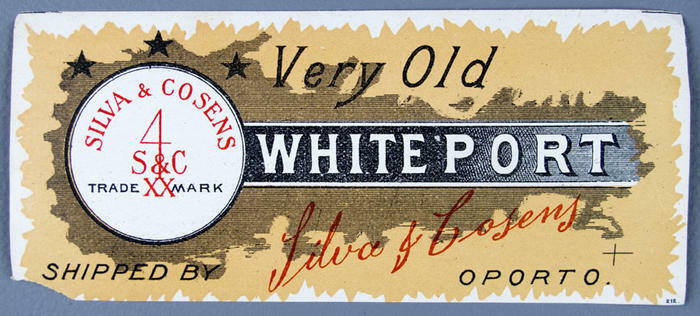 Very Old
SILVA & COSENS
4
S&C
TRADE XX MARK
WHITE PORT
Silva & Cosens
SHIPPED BY
OPORTO.